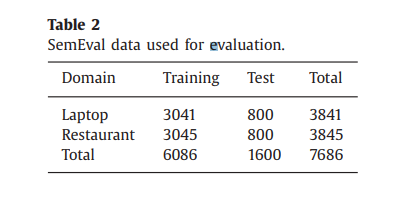 Table 2
SemEval data used for evaluation.
Domain Training Test Total
Laptop 3041 800 3841
Restaurant 3045 800 3845
Total 6086 1600 7686